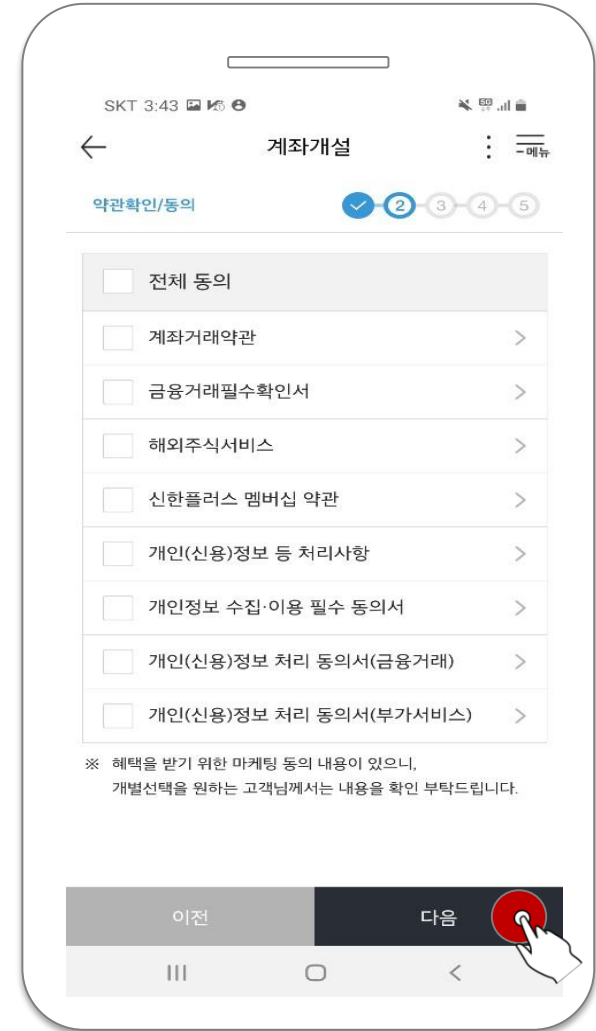 SKT 3:43
계좌개설
메뉴
약관확인/동의
2 3 4 5
전체 동의
계좌거래약관
금융거래필수확인서
해외주식서비스
신한플러스 멤버십 약관
개인(신용)정보 등 처리사항
개인정보 수집·이용 필수 동의서
개인(신용)정보 처리 동의서(금융거래)
개인(신용)정보 처리 동의서(부가서비스)
※ 혜택을 받기 위한 마케팅 동의 내용이 있으니,
개별선택을 원하는 고객님께서는 내용을 확인 부탁드립니다.
이전 다음